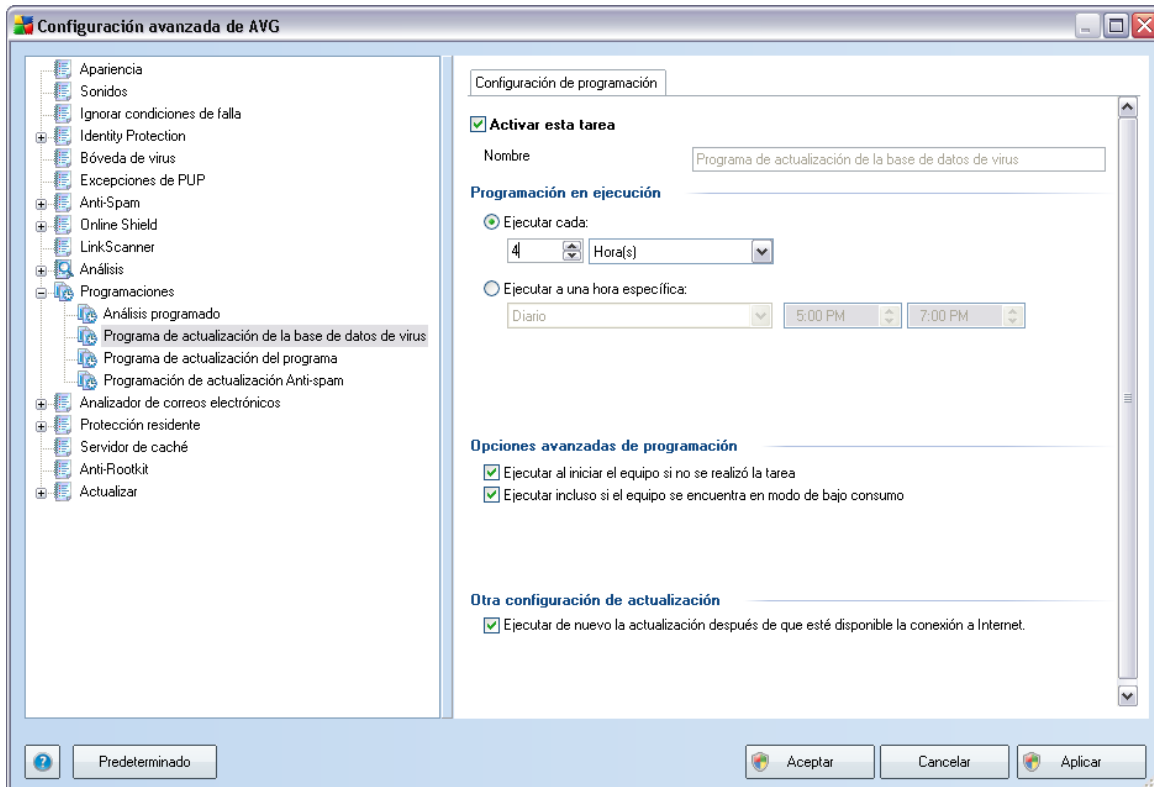 Configuración avanzada de AVG
Apariencia
Sonidos
Ignorar condiciones de falla
Identity Protection
Bóveda de virus
Excepciones de PUP
Anti-Spam
Online Shield
LinkScanner
Análisis
Programaciones
Análisis programado
Programa de actualización de la base de datos de virus
Programa de actualización del programa
Programación de actualización Anti-spam
Analizador de correos electrónicos
Protección residente
Servidor de caché
Anti-Rootkit
Actualizar
Configuración de programación
Activar esta tarea
Nombre Programa de actualización de la base de datos de virus
Programación en ejecución
Ejecutar cada:
4 Hora(s)
Ejecutar a una hora específica:
Diario 5:00 PM 7:00 PM
Opciones avanzadas de programación
Ejecutar al iniciar el equipo si no se realizó la tarea
Ejecutar incluso si el equipo se encuentra en modo de bajo consumo
Otra configuración de actualización
Ejecutar de nuevo la actualización después de que esté disponible la conexión a Internet.
? Predeterminado Aceptar Cancelar Aplicar